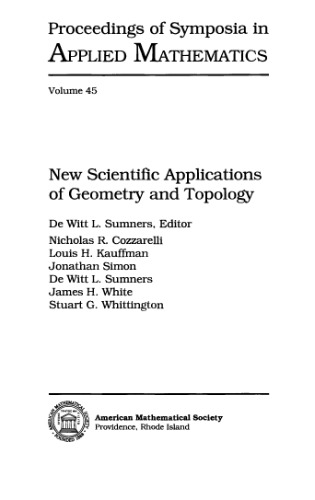 Proceedings of Symposia in
APPLIED MATHEMATICS
Volume 45
New Scientific Applications
of Geometry and Topology
De Witt L. Sumners, Editor
Nicholas R. Cozzarelli
Louis H. Kauffman
Jonathan Simon
De Witt L. Sumners
James H. White
Stuart G. Whittington
American Mathematical Society
Providence, Rhode Island